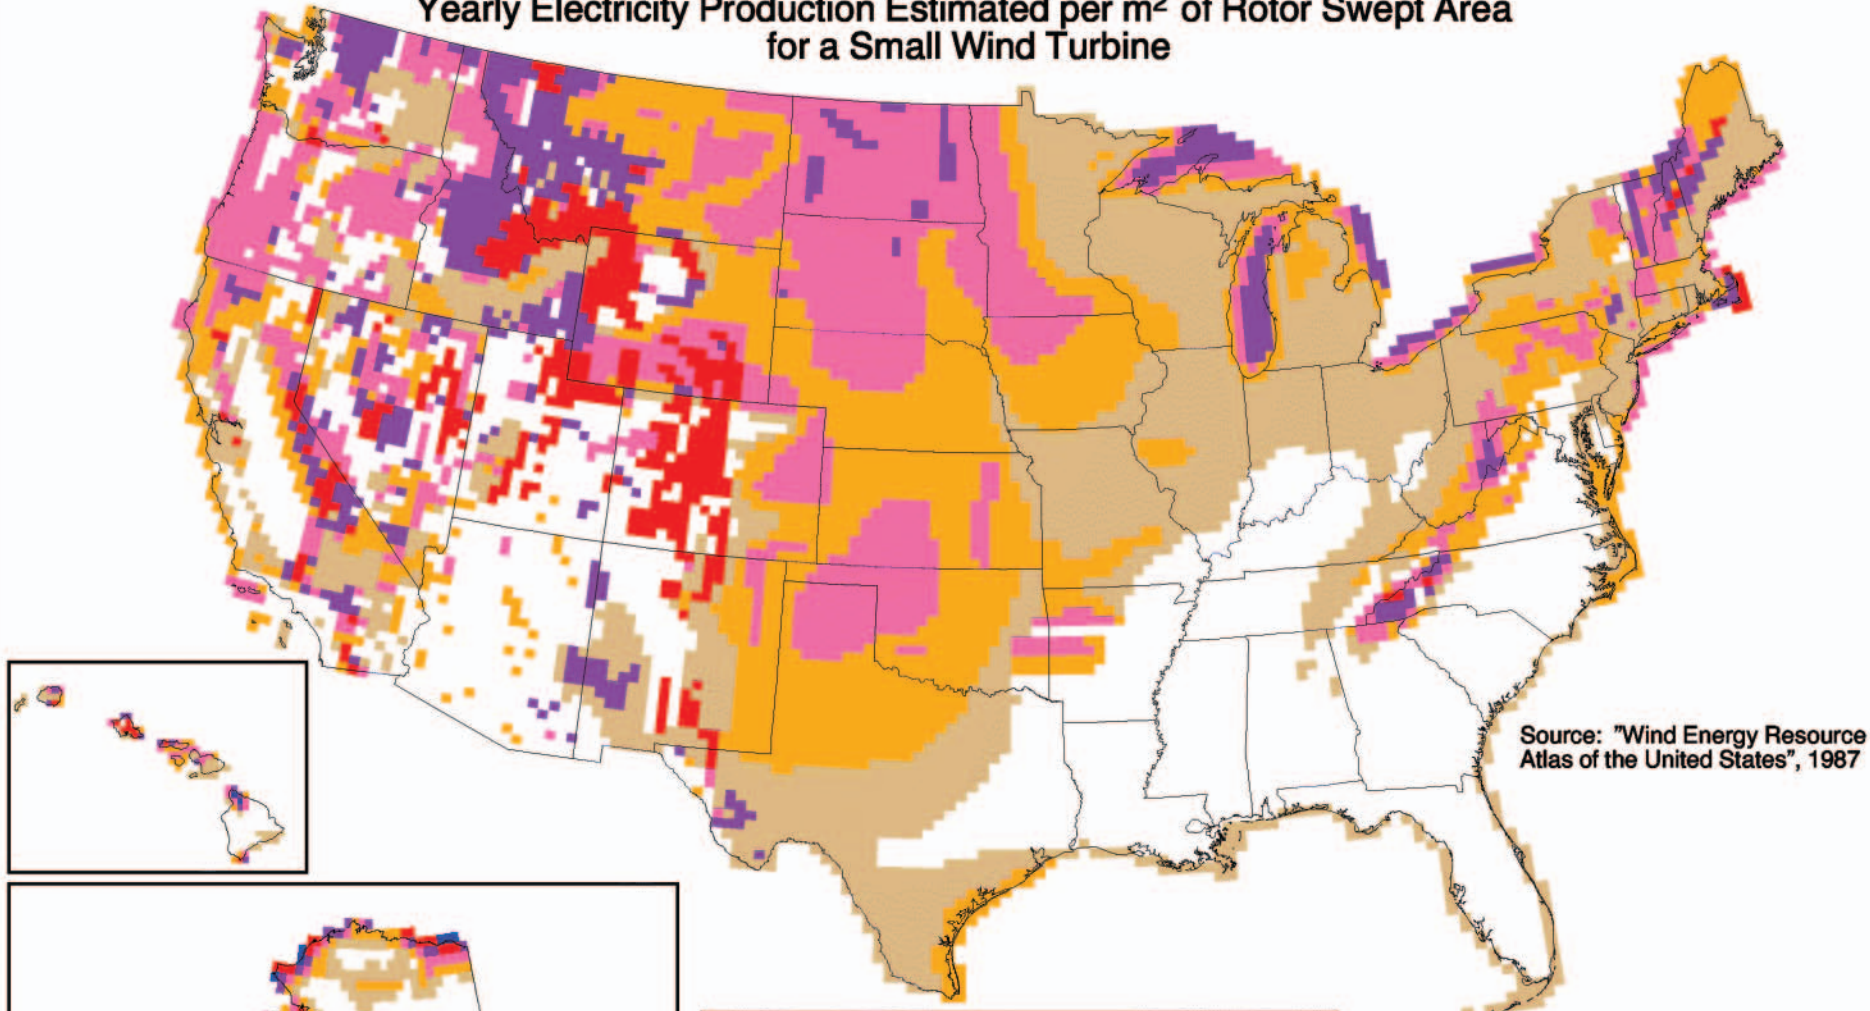 Yearly Electricity Production Estimated per m² of Rotor Swept Area
for a Small Wind Turbine
Source: "Wind Energy Resource
Atlas of the United States", 1987